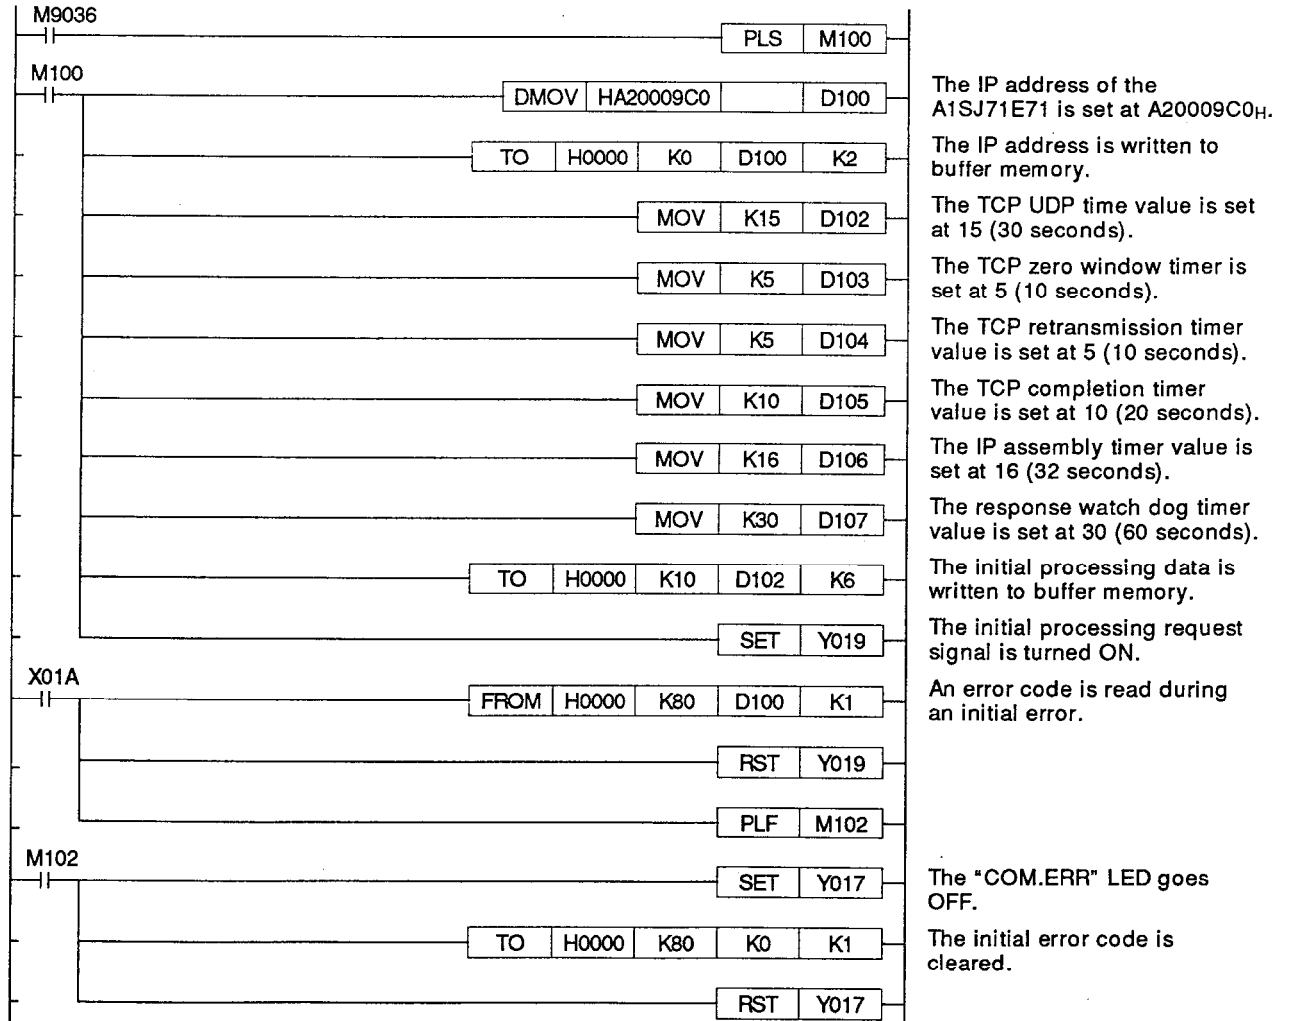 M9036
PLS M100
M100
DMOV HA20009C0 D100
The IP address of the
A1SJ71E71 is set at A20009C0H.
TO H0000 K0 D100 K2
The IP address is written to
buffer memory.
MOV K15 D102
The TCP UDP time value is set
at 15 (30 seconds).
MOV K5 D103
The TCP zero window timer is
set at 5 (10 seconds).
MOV K5 D104
The TCP retransmission timer
value is set at 5 (10 seconds).
MOV K10 D105
The TCP completion timer
value is set at 10 (20 seconds).
MOV K16 D106
The IP assembly timer value is
set at 16 (32 seconds).
MOV K30 D107
The response watch dog timer
value is set at 30 (60 seconds).
TO H0000 K10 D102 K6
The initial processing data is
written to buffer memory.
SET Y019
The initial processing request
signal is turned ON.
X01A
FROM H0000 K80 D100 K1
An error code is read during
an initial error.
RST Y019
PLF M102
M102
SET Y017
The "COM.ERR" LED goes
OFF.
TO H0000 K80 K0 K1
The initial error code is
cleared.
RST Y017